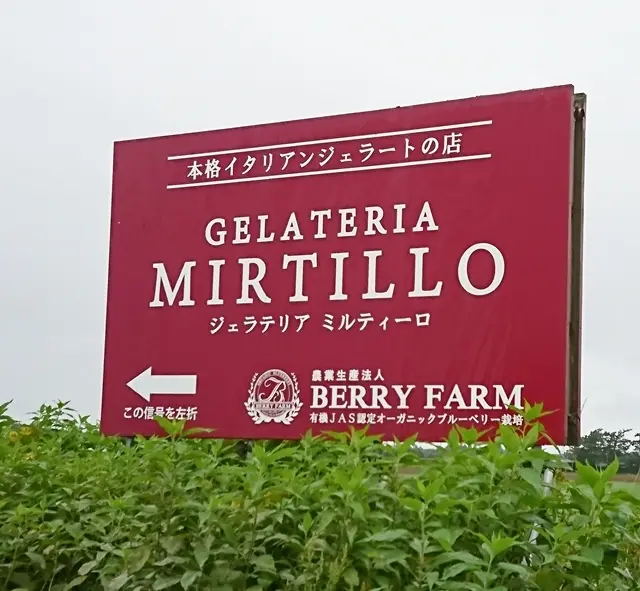 本格イタリアンジェラートの店
GELATERIA
MIRTILLO
ジェラテリア ミルティーロ
この信号を左折
BERRY FARM
農業生産法人
BERRY FARM
有機JAS認定オーガニックブルーベリー栽培